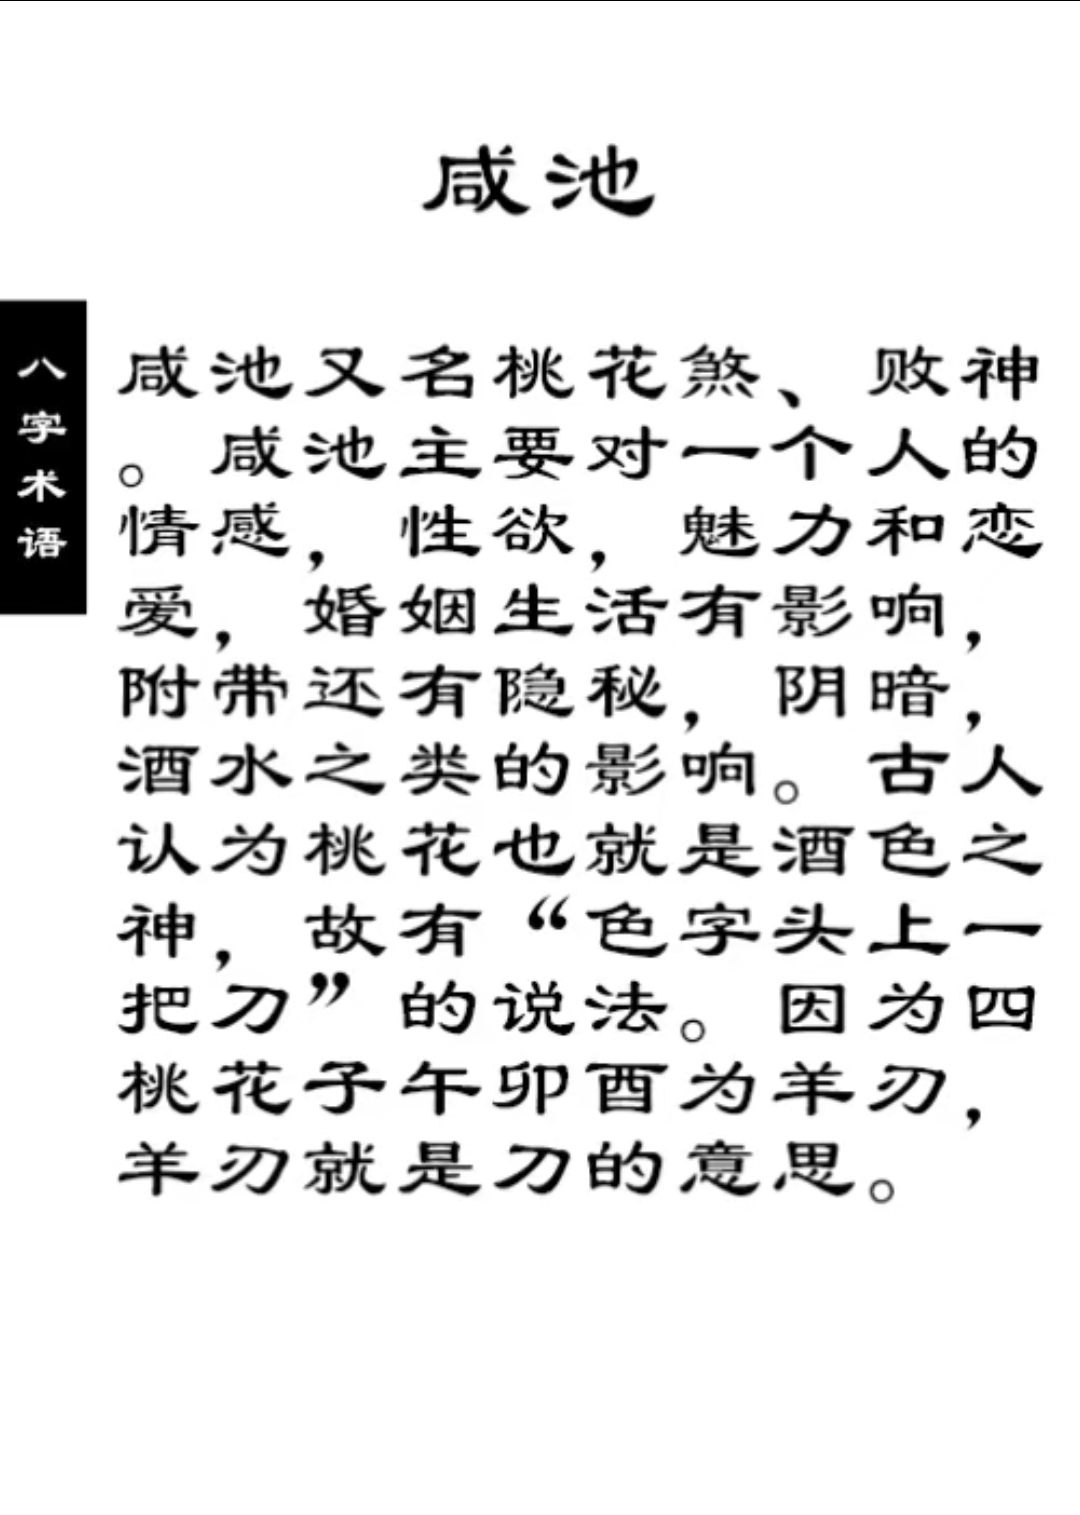 咸池
八字术语
咸池又名桃花煞、败神
。咸池主要对一个人的
情感，性欲，魅力和恋
爱，婚姻生活有影响，
附带还有隐秘，阴暗，
酒水之类的影响。古人
认为桃花也就是酒色之
神，故有“色字头上一
把刀”的说法。因为四
桃花子午卯酉为羊刃，
羊刃就是刀的意思。